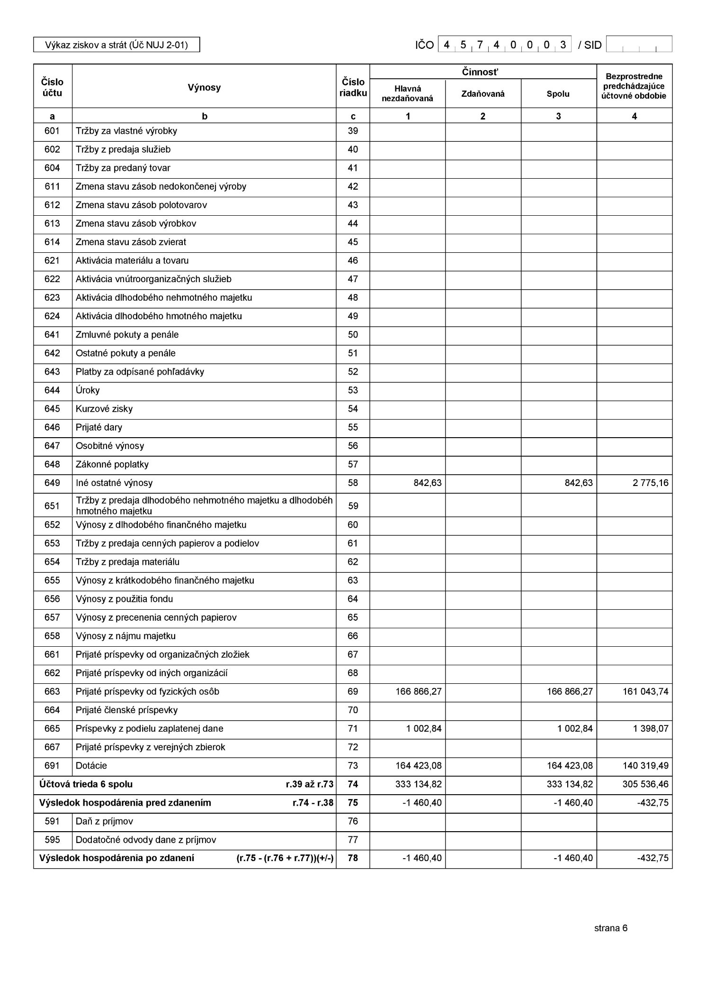 Výkaz ziskov a strát (Úč NUJ 2-01) IČO 4 5 7 4 0 0 0 3 / SID
Číslo účtu Výnosy Číslo riadku Činnosť Bezprostredne predchádzajúce účtovné obdobie
Hlavná nezdaňovaná Zdaňovaná Spolu
a b c 1 2 3 4
601 Tržby za vlastné výrobky 39
602 Tržby z predaja služieb 40
604 Tržby za predaný tovar 41
611 Zmena stavu zásob nedokončenej výroby 42
612 Zmena stavu zásob polotovarov 43
613 Zmena stavu zásob výrobkov 44
614 Zmena stavu zásob zvierat 45
621 Aktivácia materiálu a tovaru 46
622 Aktivácia vnútroorganizačných služieb 47
623 Aktivácia dlhodobého nehmotného majetku 48
624 Aktivácia dlhodobého hmotného majetku 49
641 Zmluvné pokuty a penále 50
642 Ostatné pokuty a penále 51
643 Platby za odpísané pohľadávky 52
644 Úroky 53
645 Kurzové zisky 54
646 Prijaté dary 55
647 Osobitné výnosy 56
648 Zákonné poplatky 57
649 Iné ostatné výnosy 58 842,63 842,63 2 775,16
651 Tržby z predaja dlhodobého nehmotného majetku a dlhodobéh
hmotného majetku 59
652 Výnosy z dlhodobého finančného majetku 60
653 Tržby z predaja cenných papierov a podielov 61
654 Tržby z predaja materiálu 62
655 Výnosy z krátkodobého finančného majetku 63
656 Výnosy z použitia fondu 64
657 Výnosy z precenenia cenných papierov 65
658 Výnosy z nájmu majetku 66
661 Prijaté príspevky od organizačných zložiek 67
662 Prijaté príspevky od iných organizácií 68
663 Prijaté príspevky od fyzických osôb 69 166 866,27 166 866,27 161 043,74
664 Prijaté členské príspevky 70
665 Príspevky z podielu zaplatenej dane 71 1 002,84 1 002,84 1 398,07
667 Prijaté príspevky z verejných zbierok 72
691 Dotácie 73 164 423,08 164 423,08 140 319,49
Účtová trieda 6 spolu r.39 až r.73 74 333 134,82 333 134,82 305 536,46
Výsledok hospodárenia pred zdanením r.74 - r.38 75 -1 460,40 -1 460,40 -432,75
591 Daň z príjmov 76
595 Dodatočné odvody dane z príjmov 77
Výsledok hospodárenia po zdanení (r.75 - (r.76 + r.77))(+/-) 78 -1 460,40 -1 460,40 -432,75
strana 6